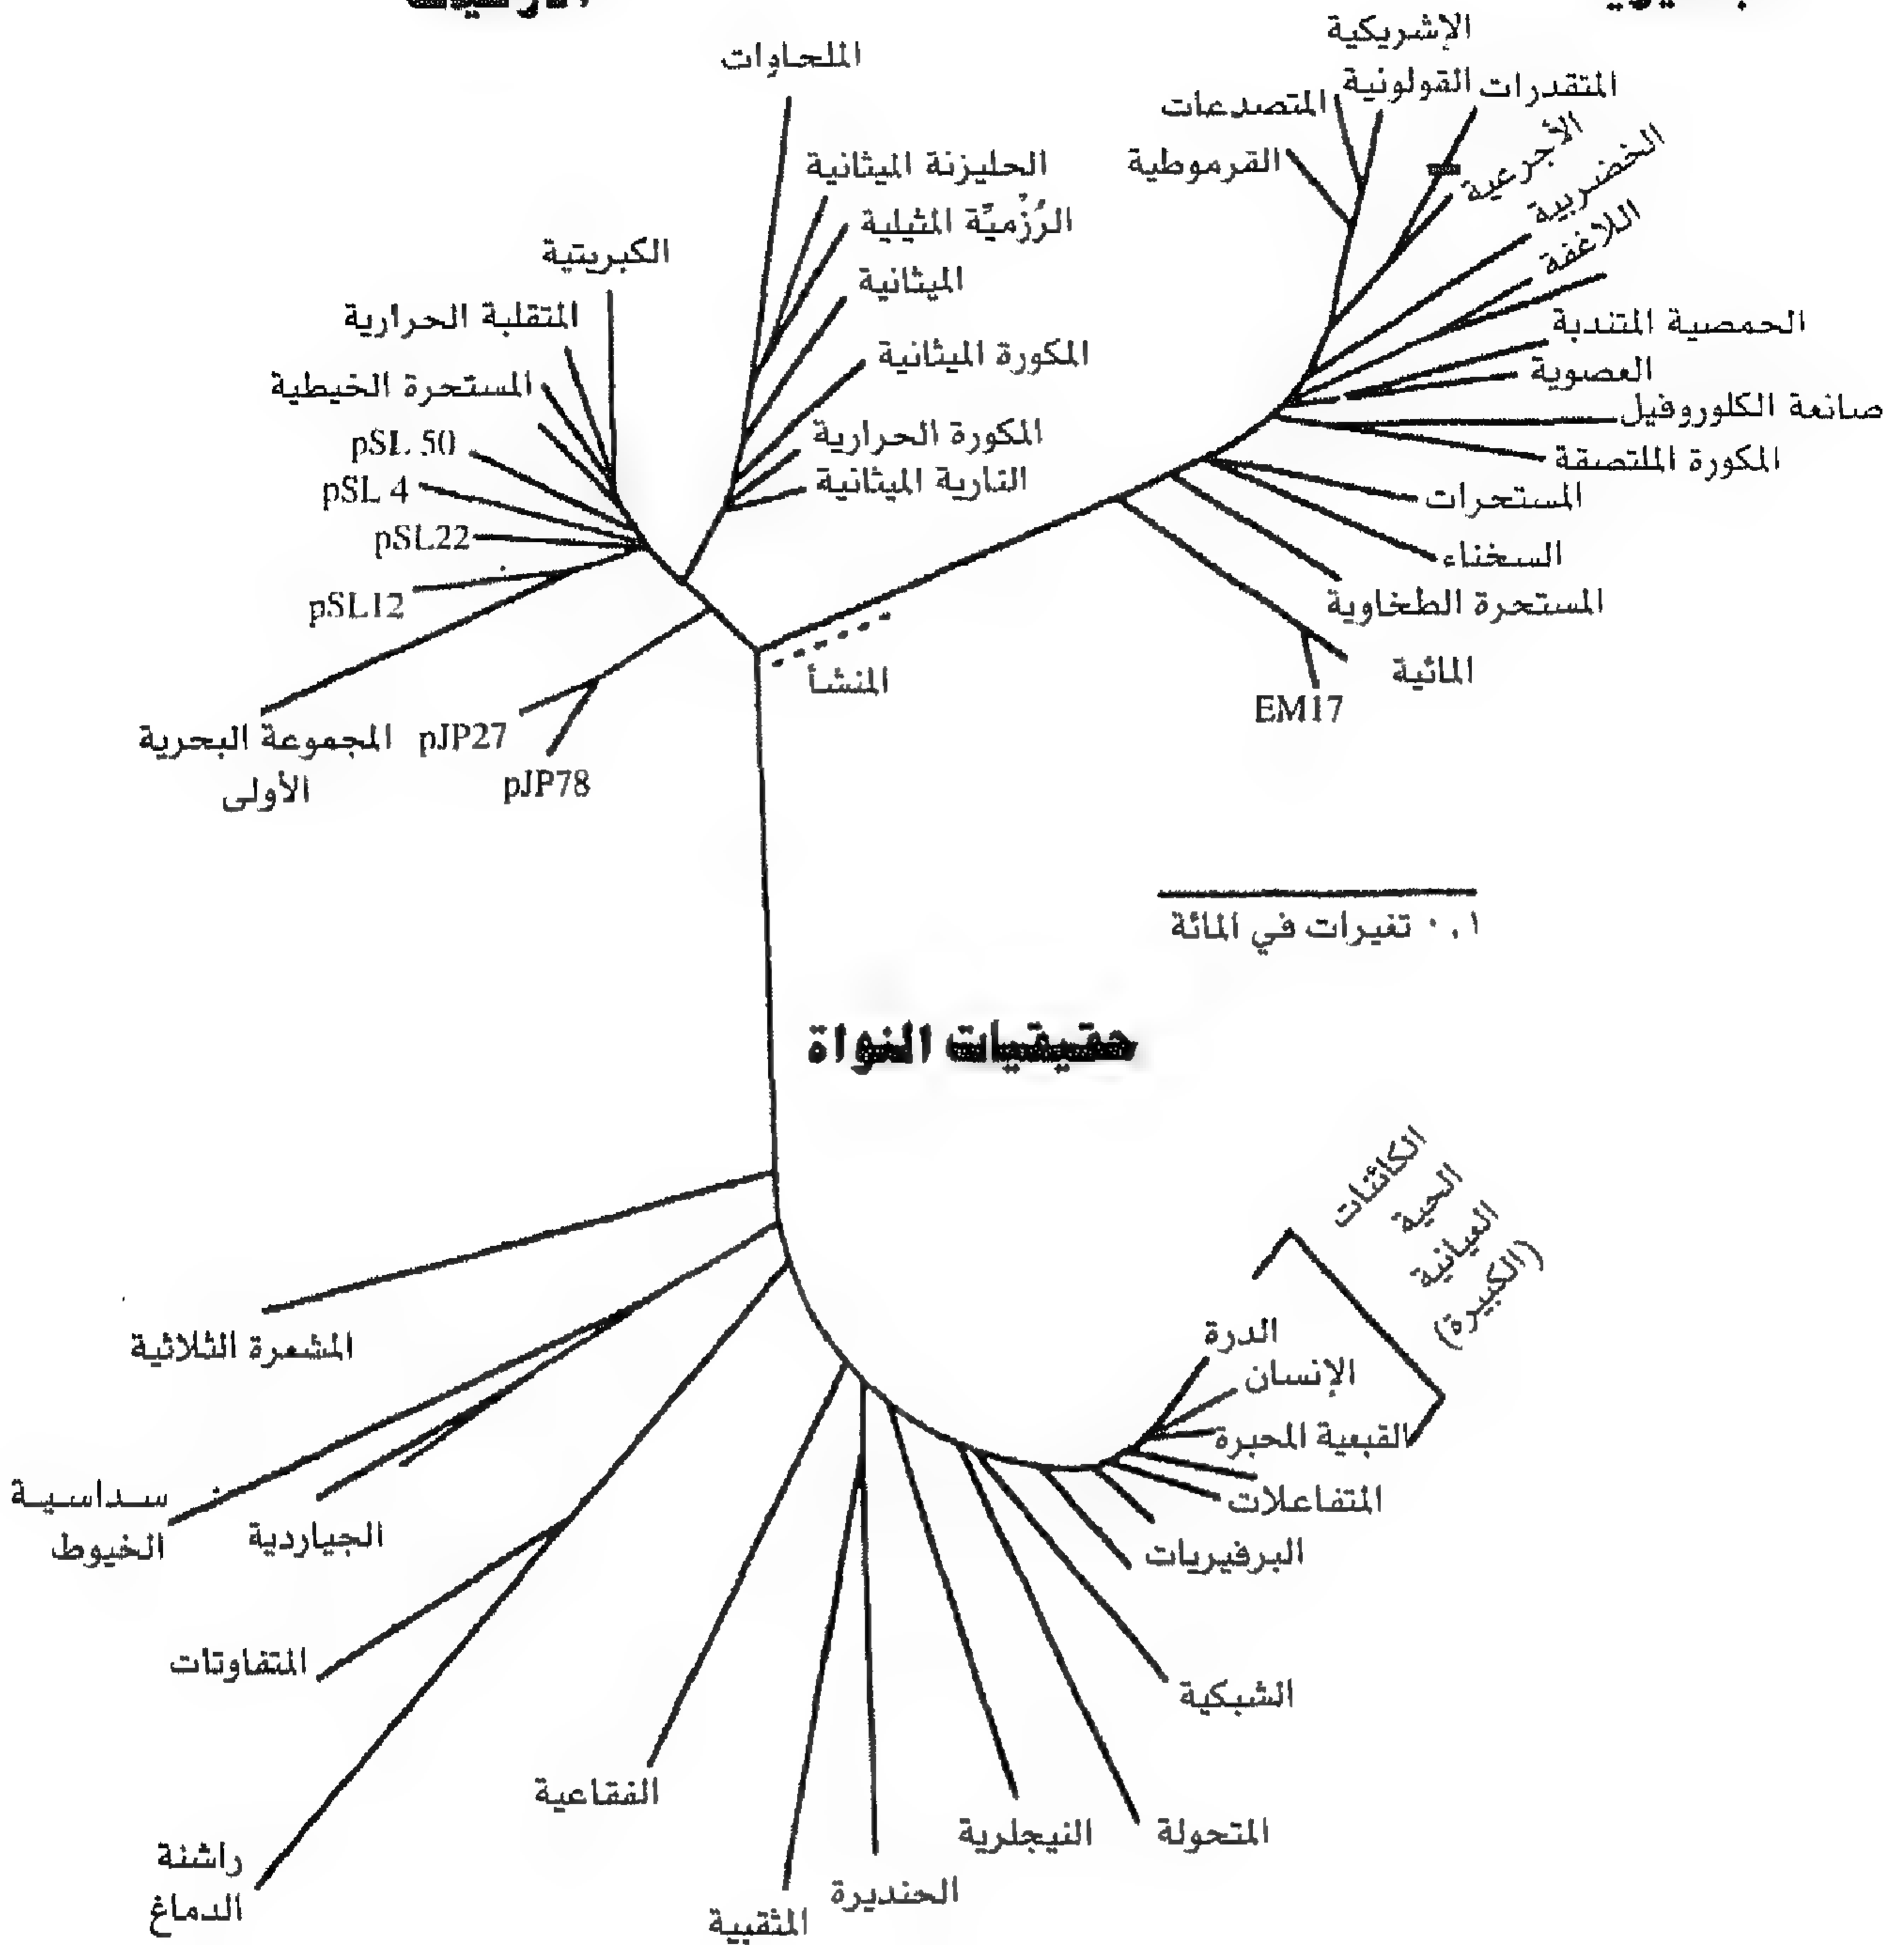 الإشريكية
القولونية
المتقدرات
المتصدعات
القرموطية
الأجرعية
الخضربية
اللاغفة
الحمصية المتندبة
العصوية
صانعة الكلوروفيل
المكورة الملتصقة
المستحرات
السخناء
المستحرة الطخاوية
المائية
EM17
الملحاوات
الحليزنة الميثانية
الرُزْميَّة المثيلية
الميثانية
المكورة الميثانية
المكورة الحرارية
النارية الميثانية
الكبريتية
المتقلبة الحرارية
المستحرة الخيطية
pSL 50
pSL 4
pSL22
pSL12
المجموعة البحرية
الأولى
pJP27
pJP78
المنشأ
٠,١ تغيرات في المائة
حقيقيات النواة
الكائنات
الحية
العيانية
(الكبيرة)
الدرة
الإنسان
القبعية المحبرة
المتفاعلات
البرفيريات
الشبكية
المتحولة
النيجلرية
الحنديرة
المثقبية
الفقاعية
راشنة
الدماغ
المتفاوتات
الجياردية
سداسية
الخيوط
المشعرة الثلاثية